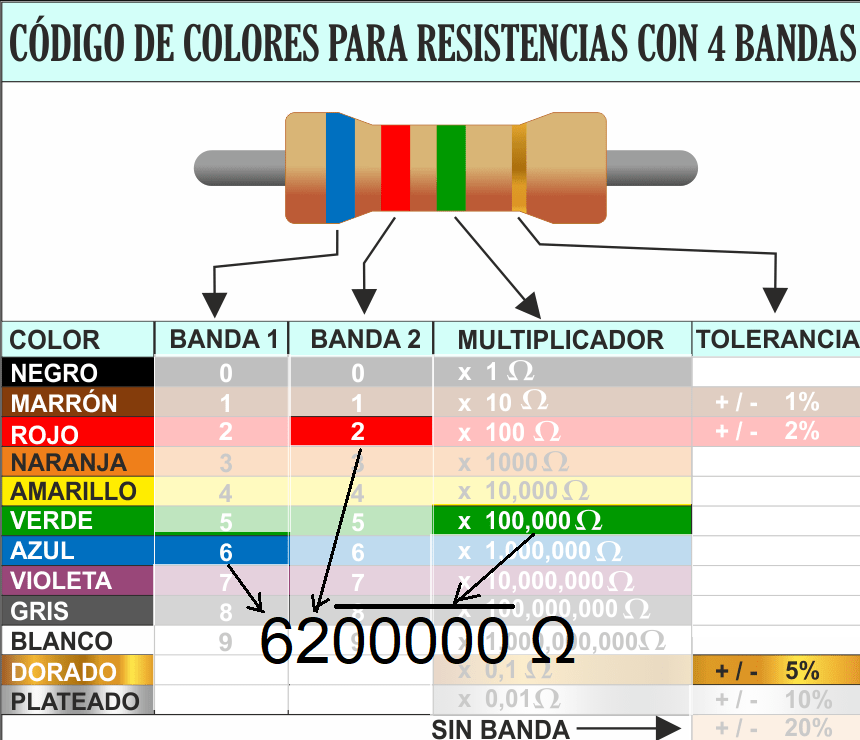 CÓDIGO DE COLORES PARA RESISTENCIAS CON 4 BANDAS
COLOR BANDA 1 BANDA 2 MULTIPLICADOR TOLERANCIA
NEGRO 0 0 x 1 Ω
MARRÓN 1 1 x 10 Ω + / - 1%
ROJO 2 2 x 100 Ω + / - 2%
NARANJA 3 3 x 1000 Ω
AMARILLO 4 4 x 10,000 Ω
VERDE 5 5 x 100,000 Ω
AZUL 6 6 x 1,000,000 Ω
VIOLETA 7 7 x 10,000,000 Ω
GRIS 8 8 x 100,000,000 Ω
BLANCO 9 9 x 1,000,000,000Ω
6200000 Ω
DORADO x 0,1 Ω + / - 5%
PLATEADO x 0,01 Ω + / - 10%
SIN BANDA + / - 20%